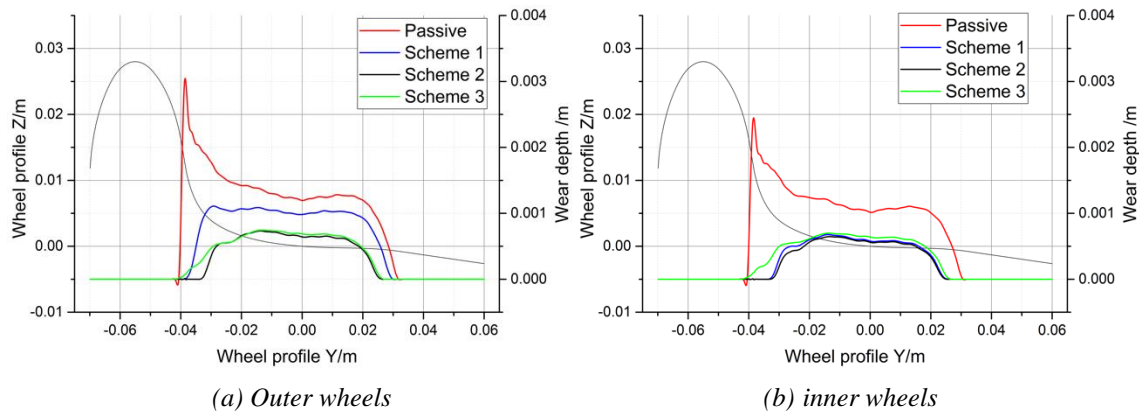 Wheel profile Z/m
0.03
0.02
0.01
0.00
-0.01
Passive
Scheme 1
Scheme 2
Scheme 3
0.004
0.003
0.002
0.001
0.000
Wear depth /m
-0.06 -0.04 -0.02 0.00 0.02 0.04 0.06
Wheel profile Y/m
(a) Outer wheels
Wheel profile Z/m
0.03
0.02
0.01
0.00
-0.01
Passive
Scheme 1
Scheme 2
Scheme 3
0.004
0.003
0.002
0.001
0.000
Wear depth /m
-0.06 -0.04 -0.02 0.00 0.02 0.04 0.06
Wheel profile Y/m
(b) inner wheels